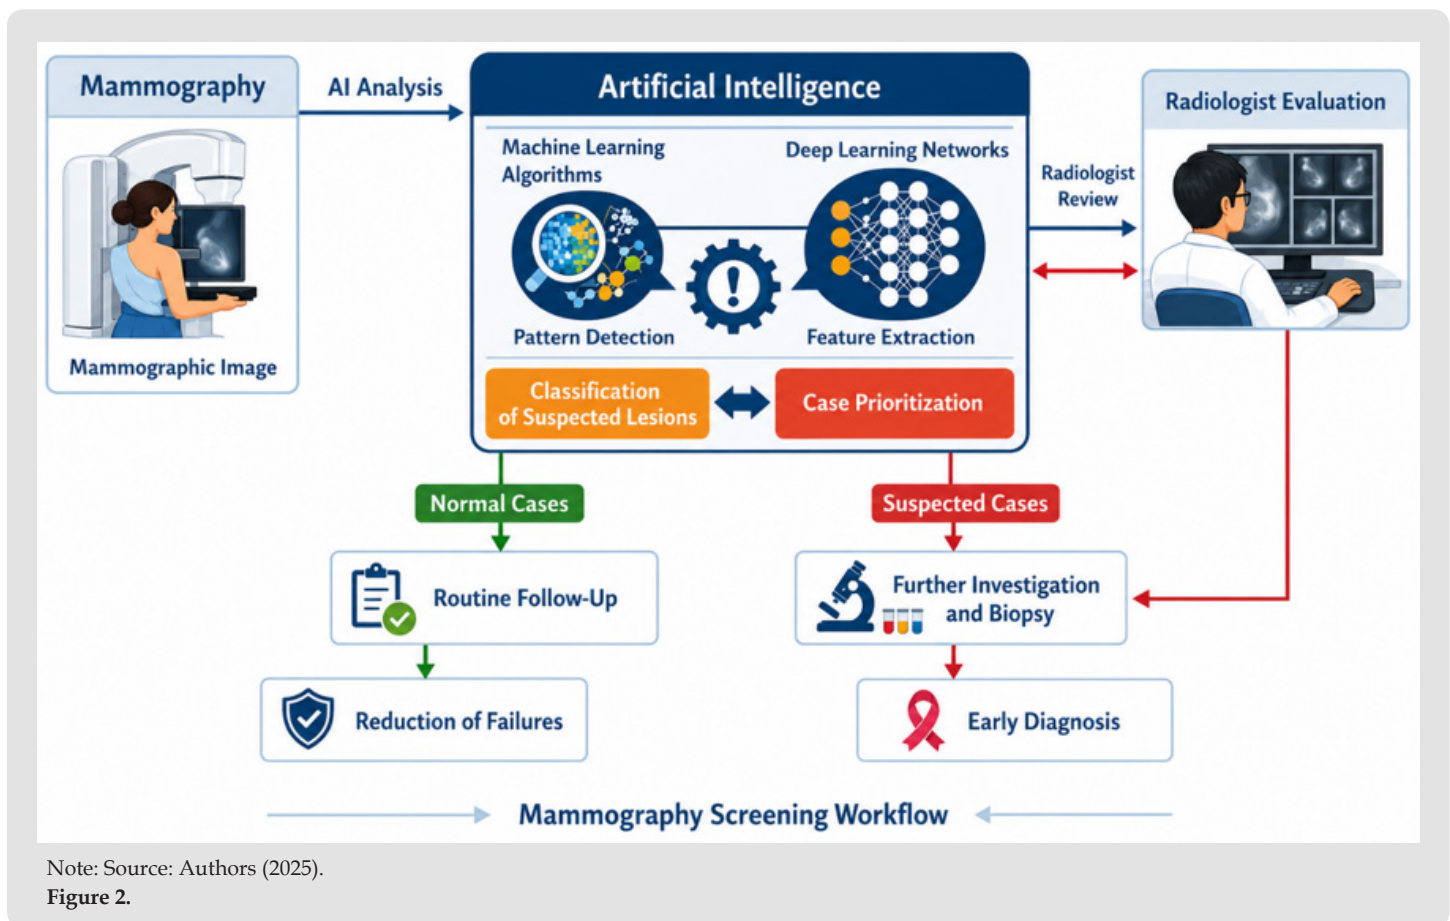 Mammography
Mammographic Image
AI Analysis
Artificial Intelligence
Machine Learning
Algorithms
Pattern Detection
Deep Learning Networks
Feature Extraction
Classification
of Suspected Lesions
Case Prioritization
Radiologist
Review
Radiologist Evaluation
Normal Cases
Routine Follow-Up
Reduction of Failures
Suspected Cases
Further Investigation
and Biopsy
Early Diagnosis
Mammography Screening Workflow
Note: Source: Authors (2025).
Figure 2.